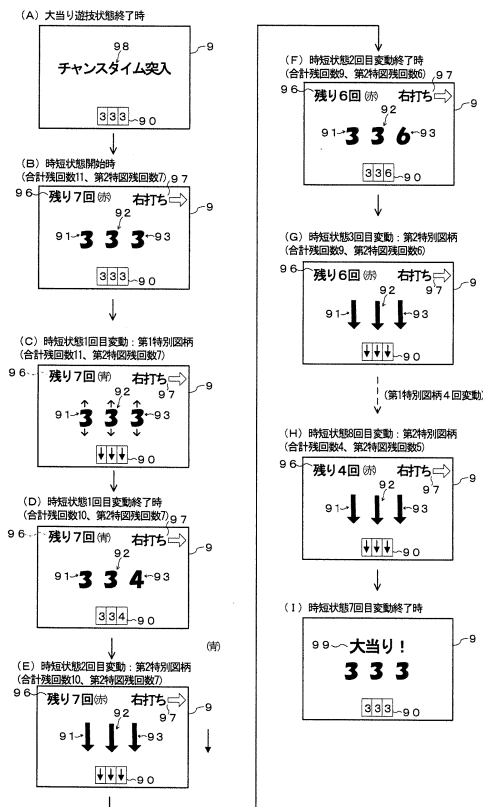 (A) 大当り遊技状態終了時
98
9
チャンスタイム突入
333
90
(B) 時短状態開始時
(合計残回数11、第2特図残回数7)
97
96
残り7回(赤)
右打ち
9
92
91
3 3 3
93
333
90
(C) 時短状態1回目変動：第1特別図柄
(合計残回数11、第2特図残回数7)
96
残り7回(青)
右打ち
9
92
97
91
3 3 3
93
↓↓↓
90
(D) 時短状態1回目変動終了時
(合計残回数10、第2特図残回数7)
97
96
残り7回(青)
右打ち
9
92
91
3 3 4
93
334
90
(青)
(E) 時短状態2回目変動：第2特別図柄
(合計残回数10、第2特図残回数7)
96
残り7回(赤)
右打ち
9
92
97
91
93
↓↓↓
90
(F) 時短状態2回目変動終了時
(合計残回数9、第2特図残回数6)
97
96
残り6回(赤)
右打ち
9
92
91
3 3 6
93
336
90
(G) 時短状態3回目変動：第2特別図柄
(合計残回数9、第2特図残回数6)
96
残り6回(赤)
右打ち
9
92
97
91
93
↓↓↓
90
(第1特別図柄4回変動)
(H) 時短状態8回目変動：第2特別図柄
(合計残回数4、第2特図残回数5)
96
残り4回(赤)
右打ち
9
92
97
91
93
↓↓↓
90
(I) 時短状態7回目変動終了時
99
大当り！
9
3 3 3
333
90